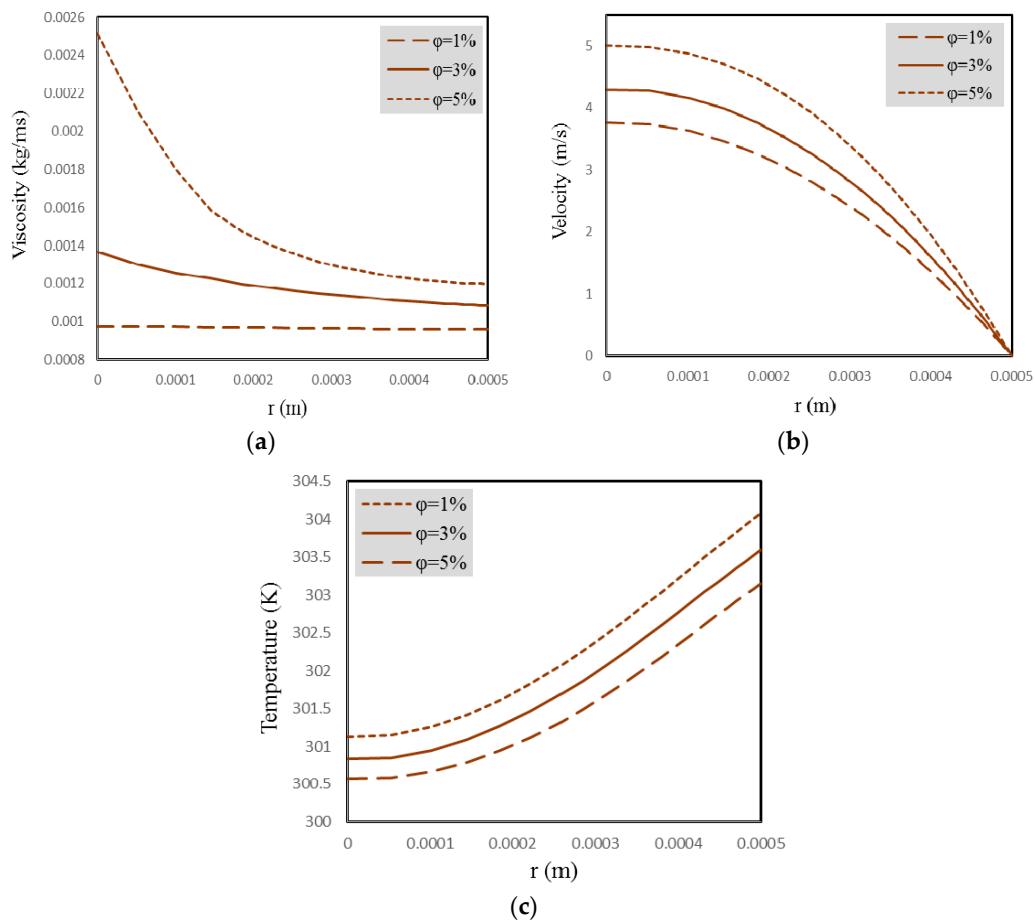 0.0026
0.0024
0.0022
0.002
0.0018
0.0016
0.0014
0.0012
0.001
0.0008
Viscosity (kg/ms)
φ=1%
φ=3%
φ=5%
0 0.0001 0.0002 0.0003 0.0004 0.0005
r (m)
(a)
6
5
4
3
2
1
0
Velocity (m/s)
φ=1%
φ=3%
φ=5%
0 0.0001 0.0002 0.0003 0.0004 0.0005
r (m)
(b)
304.5
304
303.5
303
302.5
302
301.5
301
300.5
300
Temperature (K)
φ=1%
φ=3%
φ=5%
0 0.0001 0.0002 0.0003 0.0004 0.0005
r (m)
(c)